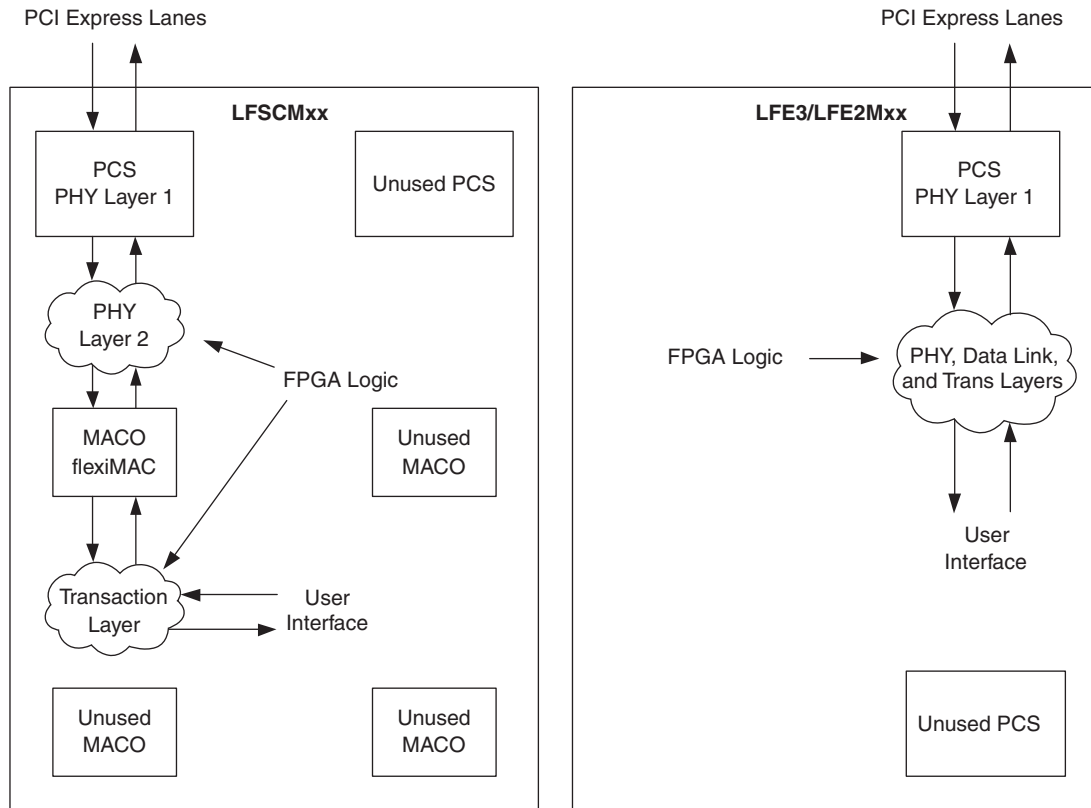 PCI Express Lanes
LFSCMxx
PCS
PHY Layer 1
Unused PCS
PHY
Layer 2
FPGA Logic
MACO
flexiMAC
Unused
MACO
Transaction
Layer
User
Interface
Unused
MACO
Unused
MACO
PCI Express Lanes
LFE3/LFE2Mxx
PCS
PHY Layer 1
FPGA Logic
PHY, Data Link,
and Trans Layers
User
Interface
Unused PCS